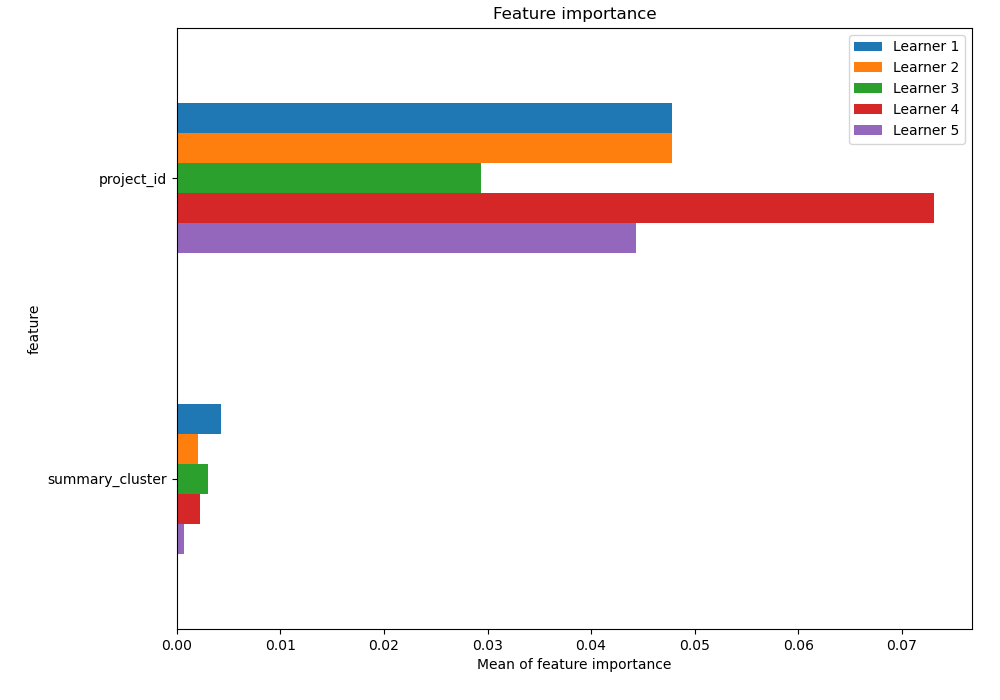 Feature importance
Learner 1
Learner 2
Learner 3
Learner 4
Learner 5
project_id
feature
summary_cluster
0.00 0.01 0.02 0.03 0.04 0.05 0.06 0.07
Mean of feature importance